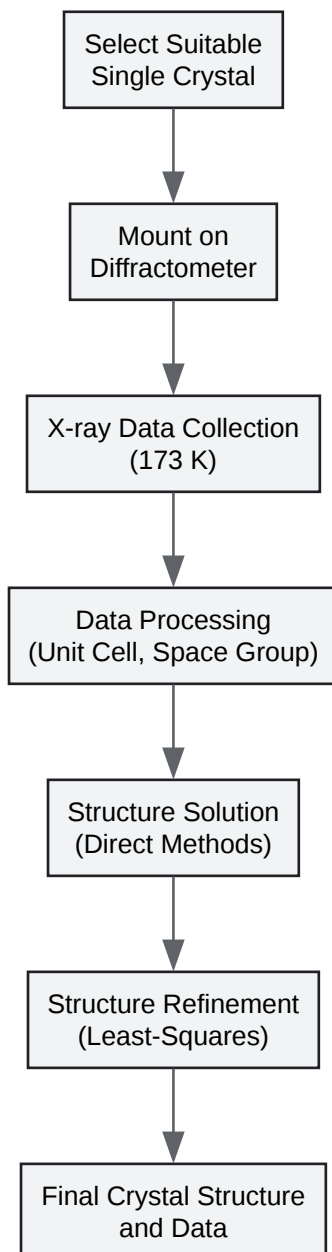 Select Suitable
Single Crystal
Mount on
Diffractometer
X-ray Data Collection
(173 K)
Data Processing
(Unit Cell, Space Group)
Structure Solution
(Direct Methods)
Structure Refinement
(Least-Squares)
Final Crystal Structure
and Data